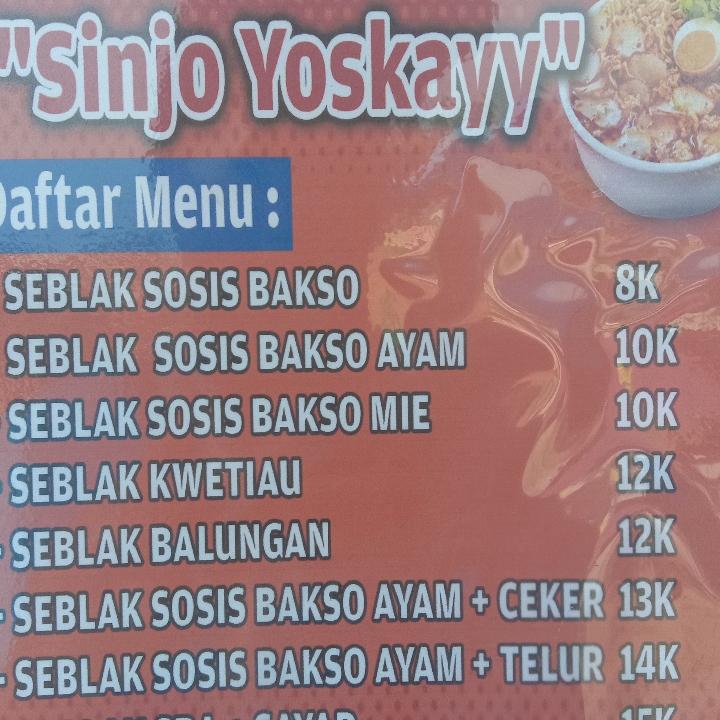 "Sinjo Yoskayy"
Daftar Menu :
SEBLAK SOSIS BAKSO 8K
SEBLAK SOSIS BAKSO AYAM 10K
- SEBLAK SOSIS BAKSO MIE 10K
- SEBLAK KWETIAU 12K
- SEBLAK BALUNGAN 12K
- SEBLAK SOSIS BAKSO AYAM + CEKER 13K
- SEBLAK SOSIS BAKSO AYAM + TELUR 14K
15K